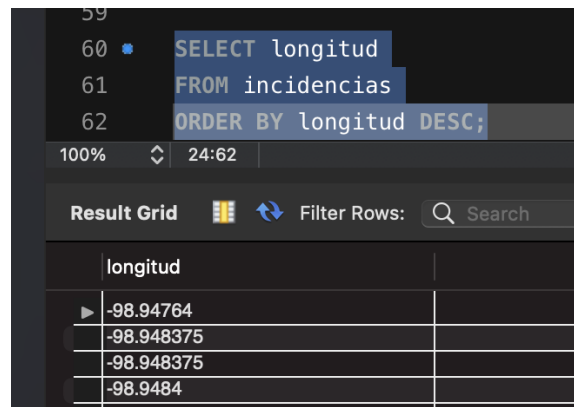 59
60 SELECT longitud
61 FROM incidencias
62 ORDER BY longitud DESC;
100% 24:62
Result Grid Filter Rows: Search
longitud
-98.94764
-98.948375
-98.948375
-98.9484